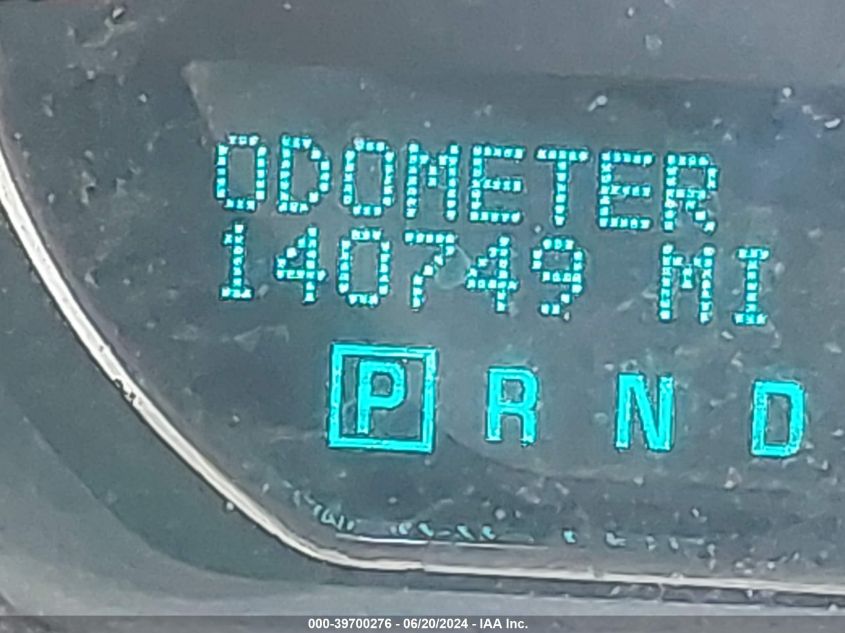 ODOMETER
140749 MI
P R N D
000-39700276 - 06/20/2024 - IAA Inc.